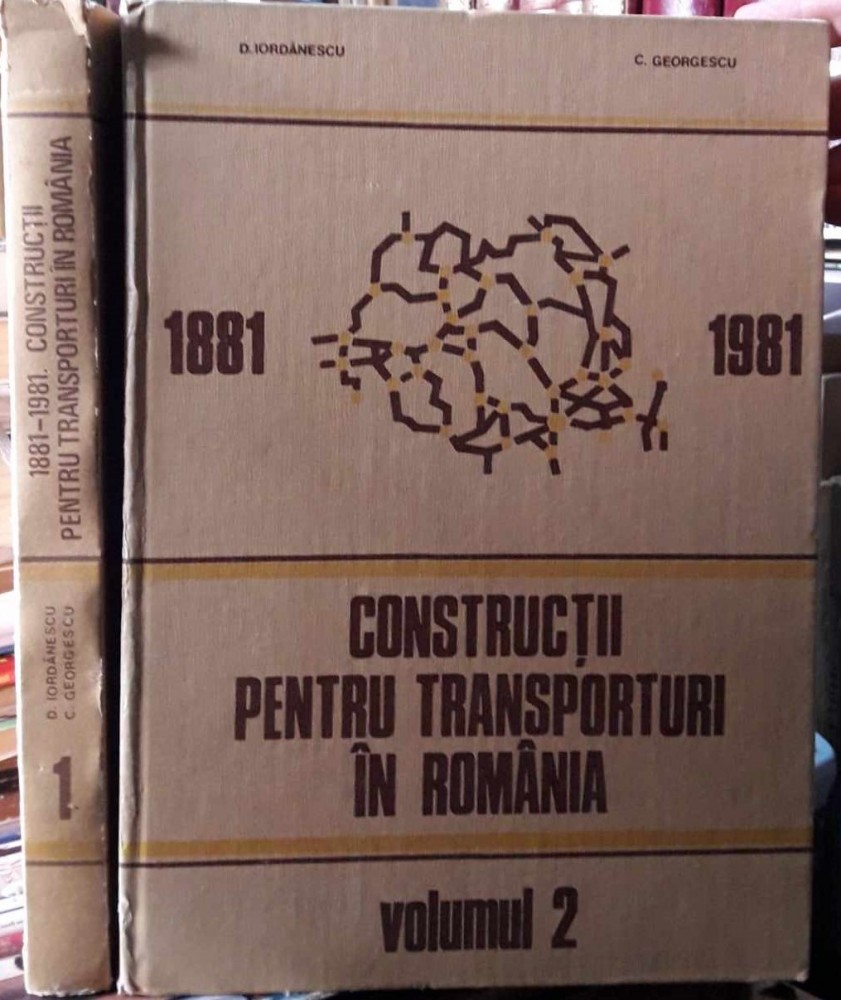 1881-1981. CONSTRUCȚII
PENTRU TRANSPORTURI ÎN ROMÂNIA
D. IORDĂNESCU
C. GEORGESCU
1
D. IORDĂNESCU
C. GEORGESCU
1881
1981
CONSTRUCȚII
PENTRU TRANSPORTURI
ÎN ROMÂNIA
volumul 2